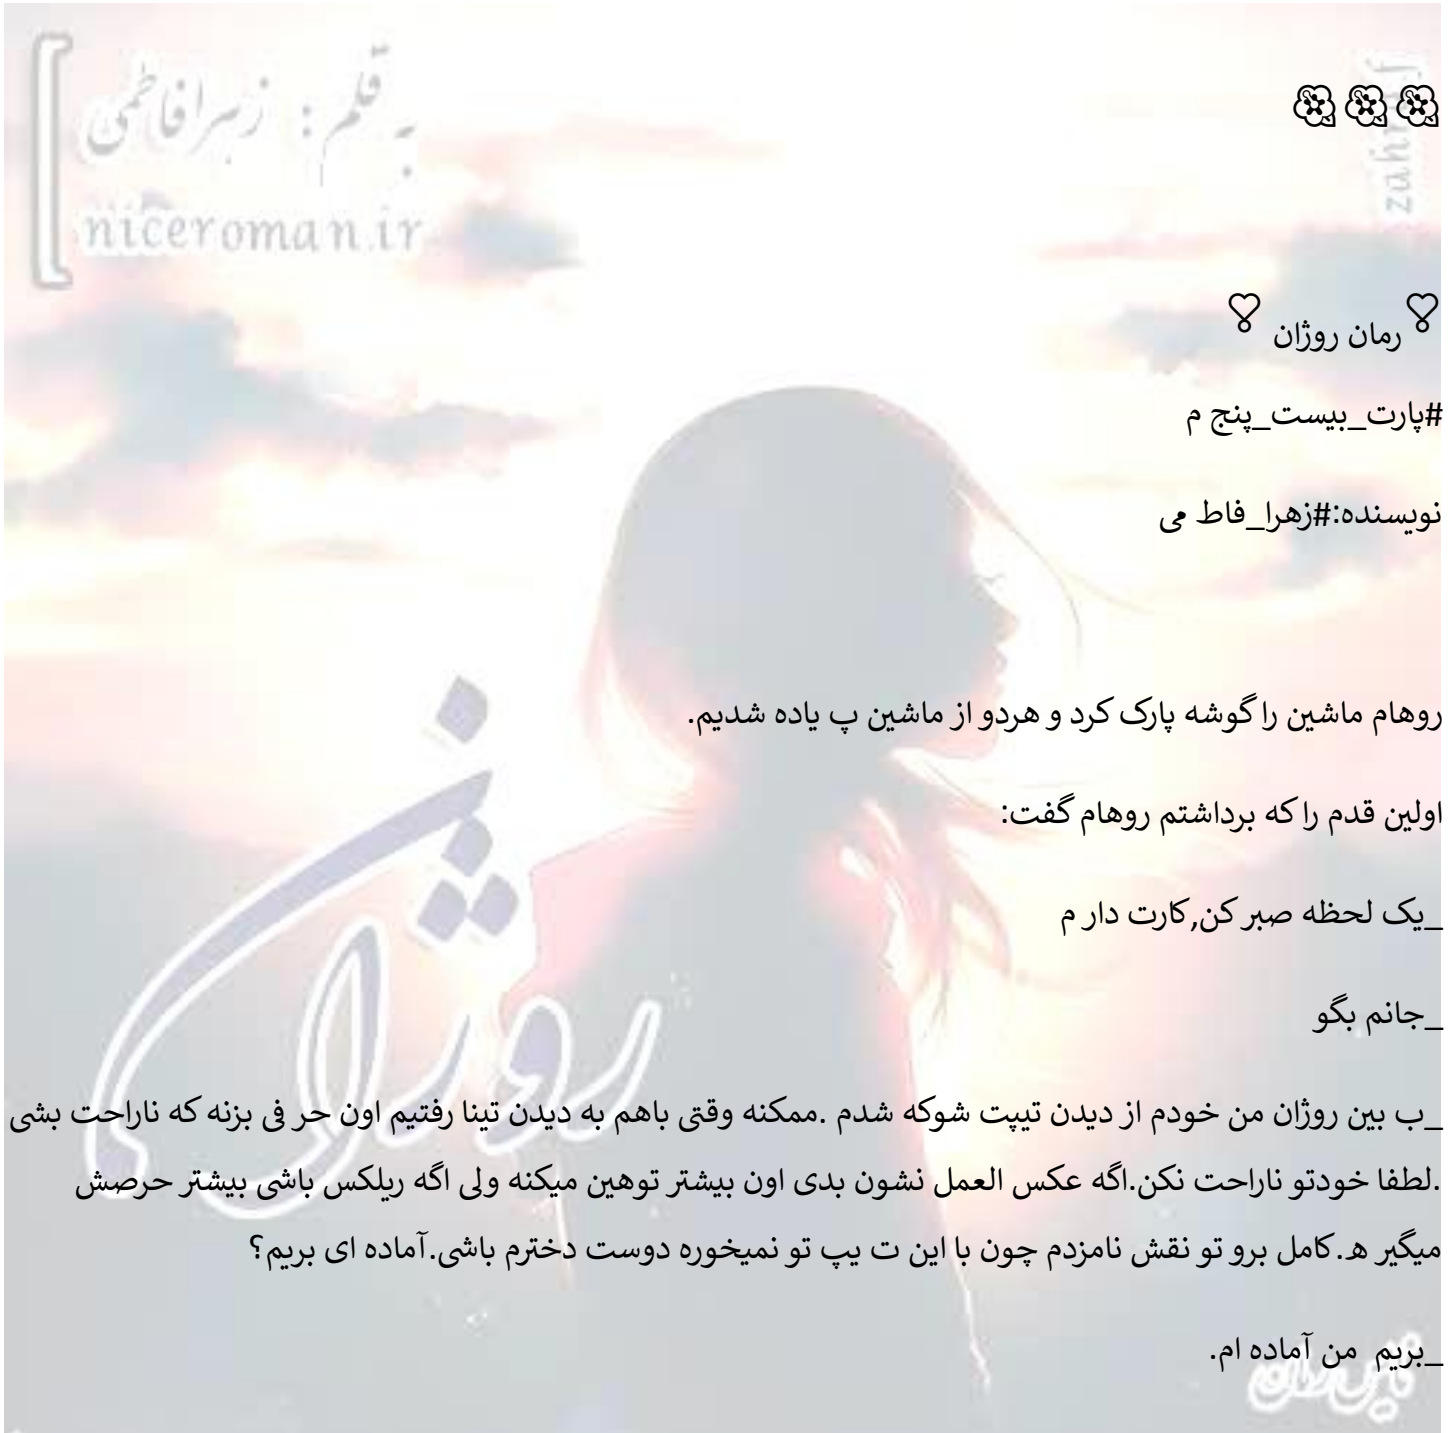 به قلم : زهرا فاطمی
niceroman.ir
zahra.f
❣رمان روژان❣
#پارت_بیست_پنج م
نویسنده:#زهرا_فاط می
روهام ماشین را گوشه پارک کرد و هردو از ماشین پ یاده شدیم.
اولین قدم را که برداشتم روهام گفت:
_یک لحظه صبر کن,کارت دار م
_جانم بگو
_ب بین روژان من خودم از دیدن تیپت شوکه شدم .ممکنه وقتی باهم به دیدن تینا رفتیم اون حر فی بزنه که ناراحت بشی
.لطفا خودتو ناراحت نکن.اگه عکس العمل نشون بدی اون بیشتر توهین میکنه ولی اگه ریلکس باشی بیشتر حرصش
میگیر ه.کامل برو تو نقش نامزدم چون با این ت یپ تو نمیخوره دوست دخترم باشی.آماده ای بریم؟
_بریم من آماده ام.
روژان